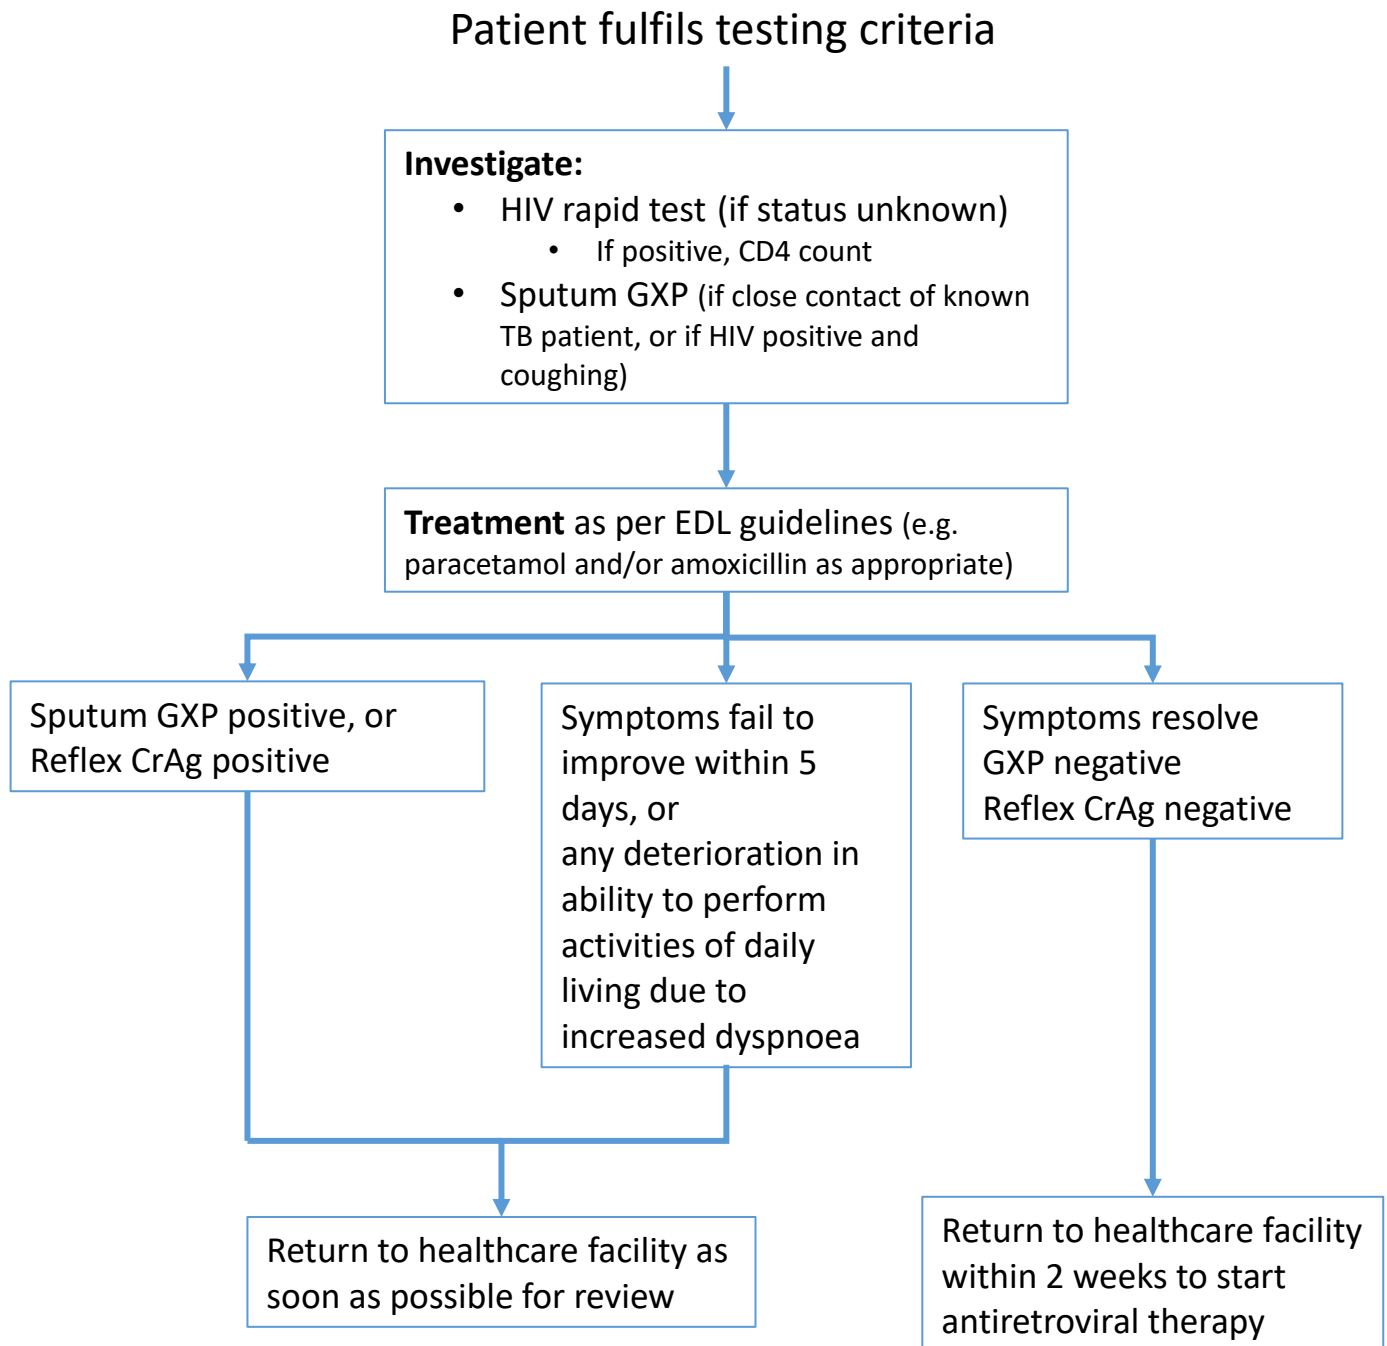 Patient fulfils testing criteria
Investigate:
• HIV rapid test (if status unknown)
• If positive, CD4 count
• Sputum GXP (if close contact of known
TB patient, or if HIV positive and
coughing)
Treatment as per EDL guidelines (e.g.
paracetamol and/or amoxicillin as appropriate)
Sputum GXP positive, or
Reflex CrAg positive
Symptoms fail to
improve within 5
days, or
any deterioration in
ability to perform
activities of daily
living due to
increased dyspnoea
Symptoms resolve
GXP negative
Reflex CrAg negative
Return to healthcare facility as
soon as possible for review
Return to healthcare facility
within 2 weeks to start
antiretroviral therapy